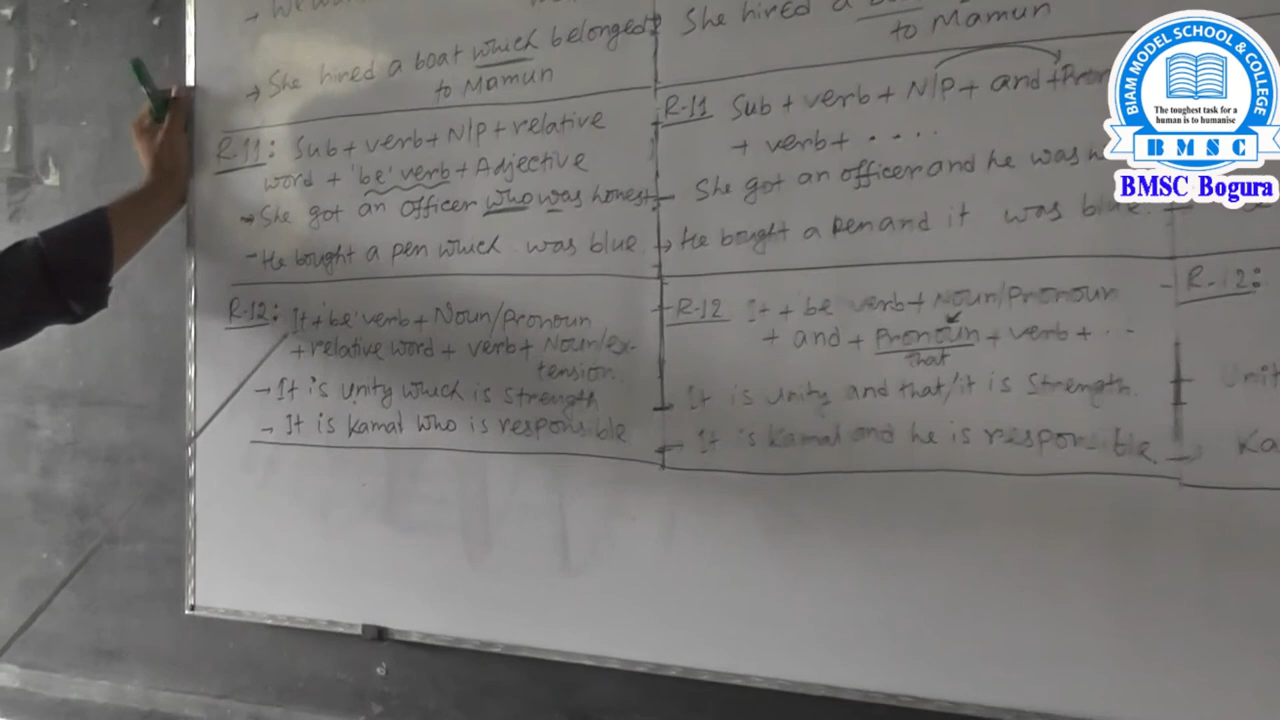 She hired a boat which belonged
to Mamun
R-11: Sub + verb + N/P + relative
word + 'be' verb + Adjective
She got an officer who was honest
He bought a pen which was blue.
R-12: It + 'be' verb + Noun/Pronoun
+ relative word + verb + Noun/ex-
tension.
It is unity which is strength
It is kamal who is responsible
She hired a
to Mamun
R-11 Sub + verb + N/P + and + Pron
+ verb + ....
She got an officer and he was h
He bought a pen and it was blue.
R-12 It + be verb + Noun/Pronoun
+ and + Pronoun + verb + ...
that
It is unity and that/it is Strength.
It is Kamal and he is responsible.
R-12:
Unit
Ka
BIAM MODEL SCHOOL & COLLEGE
The toughest task for a
human is to humanise
BMSC
BMSC Bogura